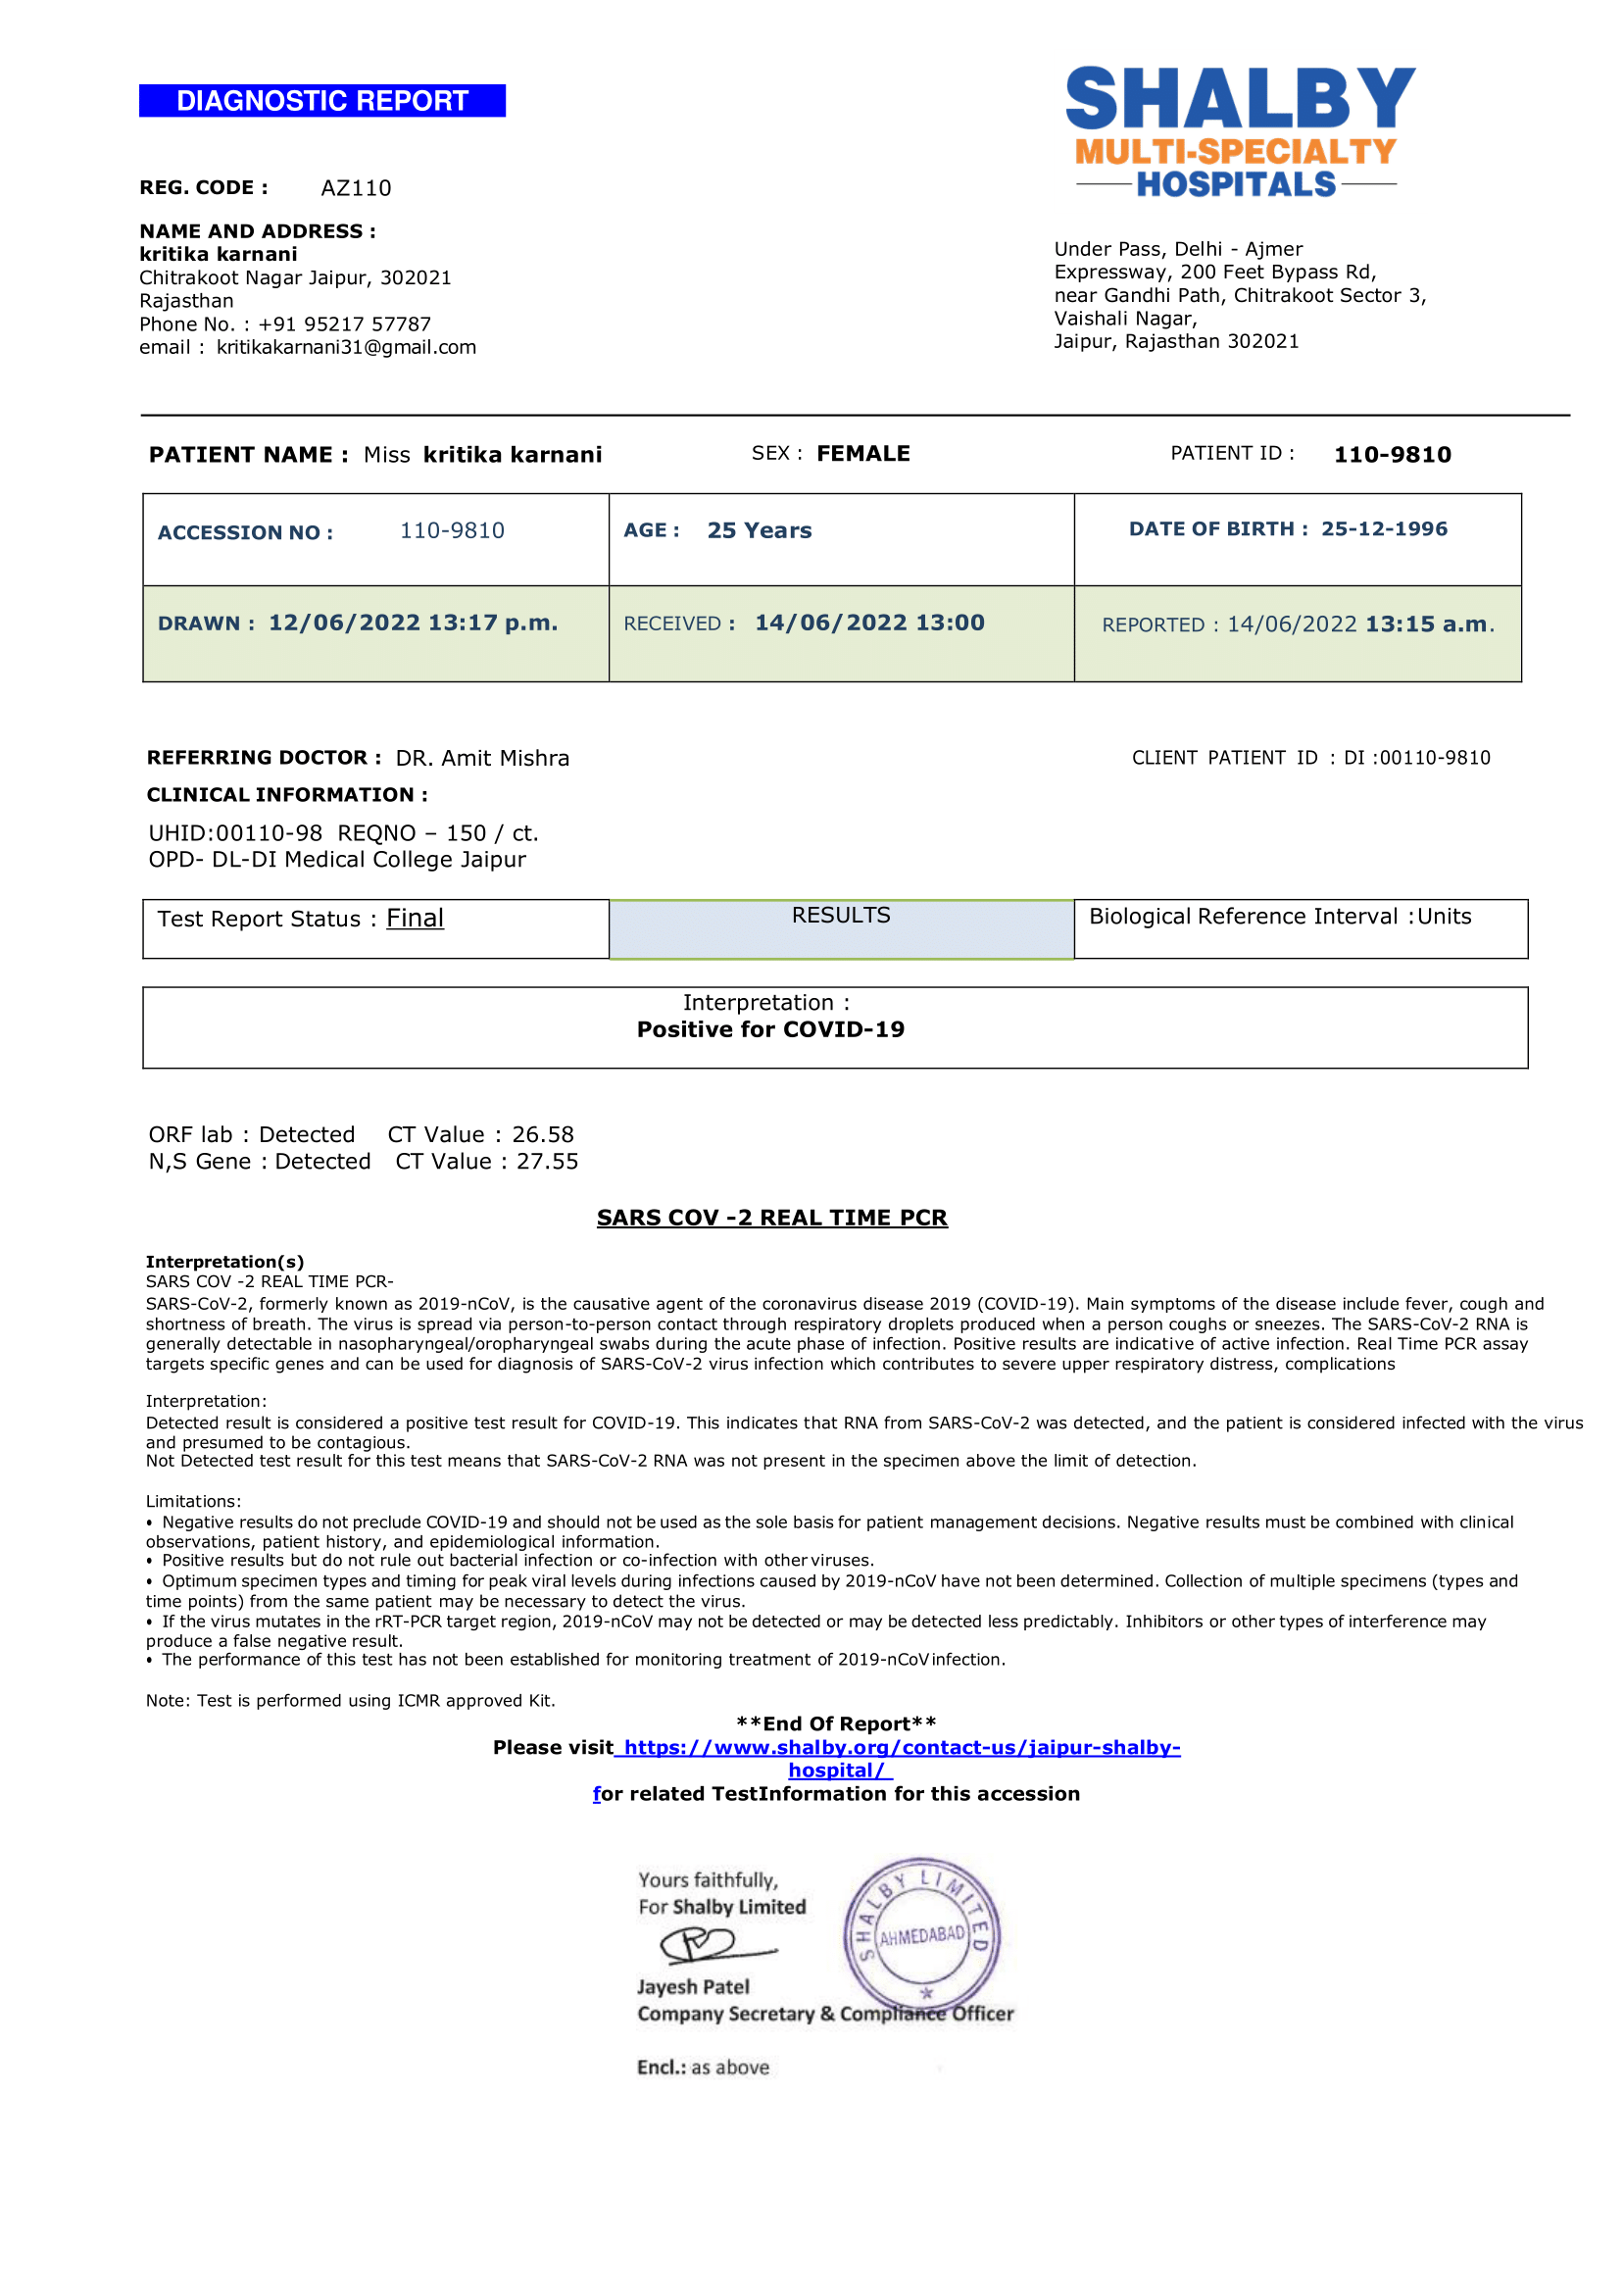 DIAGNOSTIC REPORT
SHALBY
MULTI-SPECIALTY
HOSPITALS
REG. CODE : AZ110
NAME AND ADDRESS :
kritika karnani
Chitrakoot Nagar Jaipur, 302021
Rajasthan
Phone No. : +91 95217 57787
email : kritikakarnani31@gmail.com
Under Pass, Delhi - Ajmer
Expressway, 200 Feet Bypass Rd,
near Gandhi Path, Chitrakoot Sector 3,
Vaishali Nagar,
Jaipur, Rajasthan 302021
PATIENT NAME : Miss kritika karnani SEX : FEMALE PATIENT ID : 110-9810
ACCESSION NO : 110-9810 AGE : 25 Years DATE OF BIRTH : 25-12-1996
DRAWN : 12/06/2022 13:17 p.m. RECEIVED : 14/06/2022 13:00 REPORTED : 14/06/2022 13:15 a.m.
REFERRING DOCTOR : DR. Amit Mishra CLIENT PATIENT ID : DI :00110-9810
CLINICAL INFORMATION :
UHID:00110-98 REQNO – 150 / ct.
OPD- DL-DI Medical College Jaipur
Test Report Status : Final RESULTS Biological Reference Interval :Units
Interpretation :
Positive for COVID-19
ORF lab : Detected CT Value : 26.58
N,S Gene : Detected CT Value : 27.55
SARS COV -2 REAL TIME PCR
Interpretation(s)
SARS COV -2 REAL TIME PCR-
SARS-CoV-2, formerly known as 2019-nCoV, is the causative agent of the coronavirus disease 2019 (COVID-19). Main symptoms of the disease include fever, cough and
shortness of breath. The virus is spread via person-to-person contact through respiratory droplets produced when a person coughs or sneezes. The SARS-CoV-2 RNA is
generally detectable in nasopharyngeal/oropharyngeal swabs during the acute phase of infection. Positive results are indicative of active infection. Real Time PCR assay
targets specific genes and can be used for diagnosis of SARS-CoV-2 virus infection which contributes to severe upper respiratory distress, complications
Interpretation:
Detected result is considered a positive test result for COVID-19. This indicates that RNA from SARS-CoV-2 was detected, and the patient is considered infected with the virus
and presumed to be contagious.
Not Detected test result for this test means that SARS-CoV-2 RNA was not present in the specimen above the limit of detection.
Limitations:
• Negative results do not preclude COVID-19 and should not be used as the sole basis for patient management decisions. Negative results must be combined with clinical
observations, patient history, and epidemiological information.
• Positive results but do not rule out bacterial infection or co-infection with other viruses.
• Optimum specimen types and timing for peak viral levels during infections caused by 2019-nCoV have not been determined. Collection of multiple specimens (types and
time points) from the same patient may be necessary to detect the virus.
• If the virus mutates in the rRT-PCR target region, 2019-nCoV may not be detected or may be detected less predictably. Inhibitors or other types of interference may
produce a false negative result.
• The performance of this test has not been established for monitoring treatment of 2019-nCoV infection.
Note: Test is performed using ICMR approved Kit.
**End Of Report**
Please visit https://www.shalby.org/contact-us/jaipur-shalby-
hospital/
for related TestInformation for this accession
Yours faithfully,
For Shalby Limited
SHALBY LIMITED
AHMEDABAD
Jayesh Patel
Company Secretary & Compliance Officer
Encl.: as above